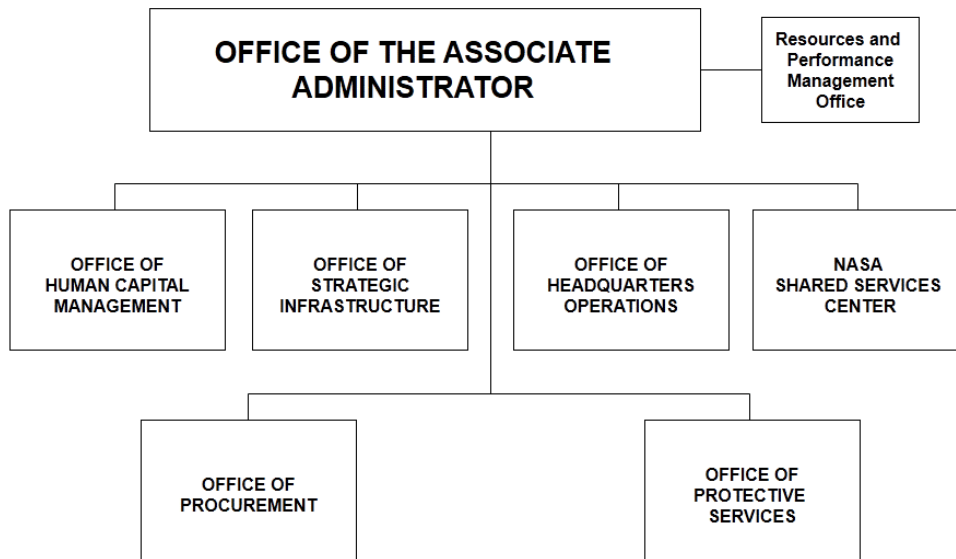 OFFICE OF THE ASSOCIATE
ADMINISTRATOR
Resources and
Performance
Management
Office
OFFICE OF
HUMAN CAPITAL
MANAGEMENT
OFFICE OF
STRATEGIC
INFRASTRUCTURE
OFFICE OF
HEADQUARTERS
OPERATIONS
NASA
SHARED SERVICES
CENTER
OFFICE OF
PROCUREMENT
OFFICE OF
PROTECTIVE
SERVICES